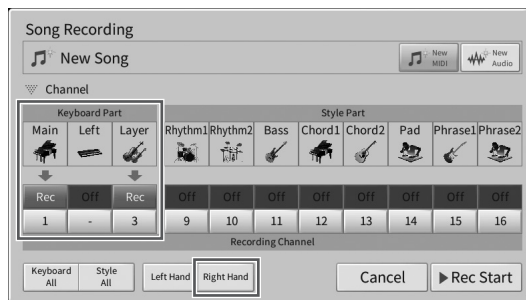 Song Recording
New Song
New
MIDI
New
Audio
Channel
Keyboard Part
Style Part
Main Left Layer Rhythm1 Rhythm2 Bass Chord1 Chord2 Pad Phrase1 Phrase2
Rec Off Rec Off Off Off Off Off Off Off Off
1 - 3 9 10 11 12 13 14 15 16
Recording Channel
Keyboard
All
Style
All
Left Hand
Right Hand
Cancel
Rec Start